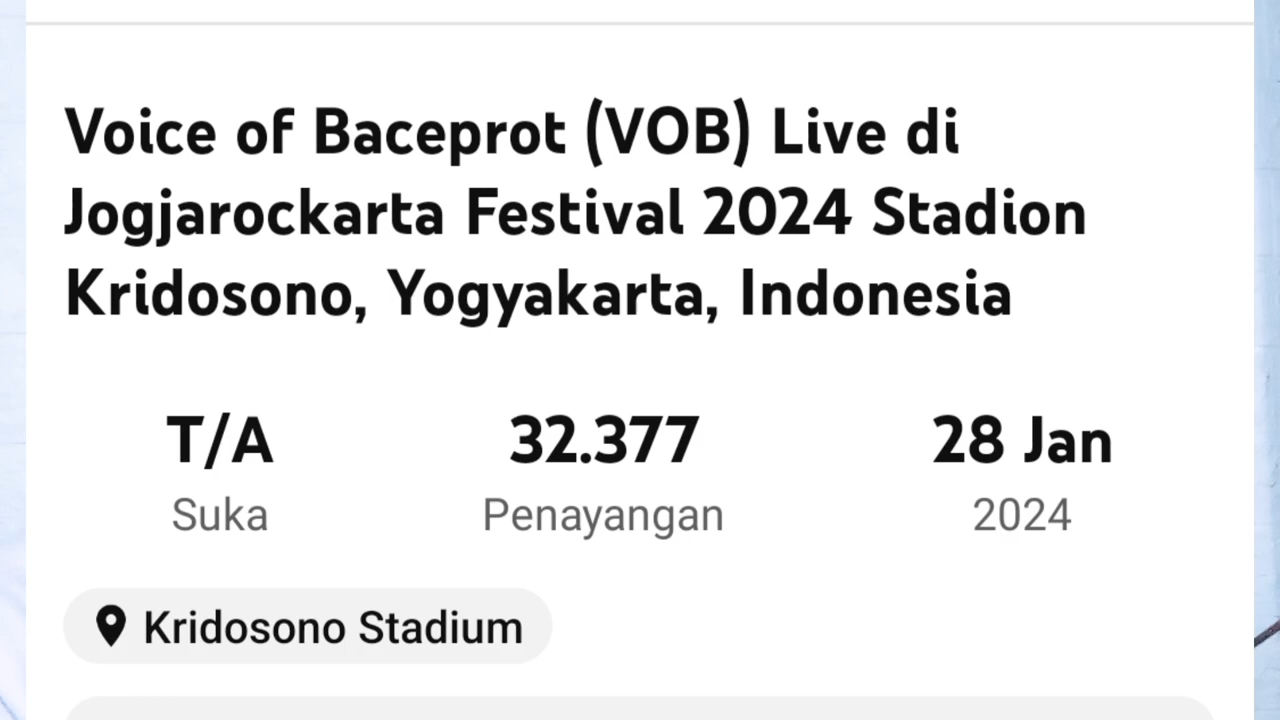 Voice of Baceprot (VOB) Live di
Jogjarockarta Festival 2024 Stadion
Kridosono, Yogyakarta, Indonesia
T/A 32.377 28 Jan
Suka Penayangan 2024
Kridosono Stadium